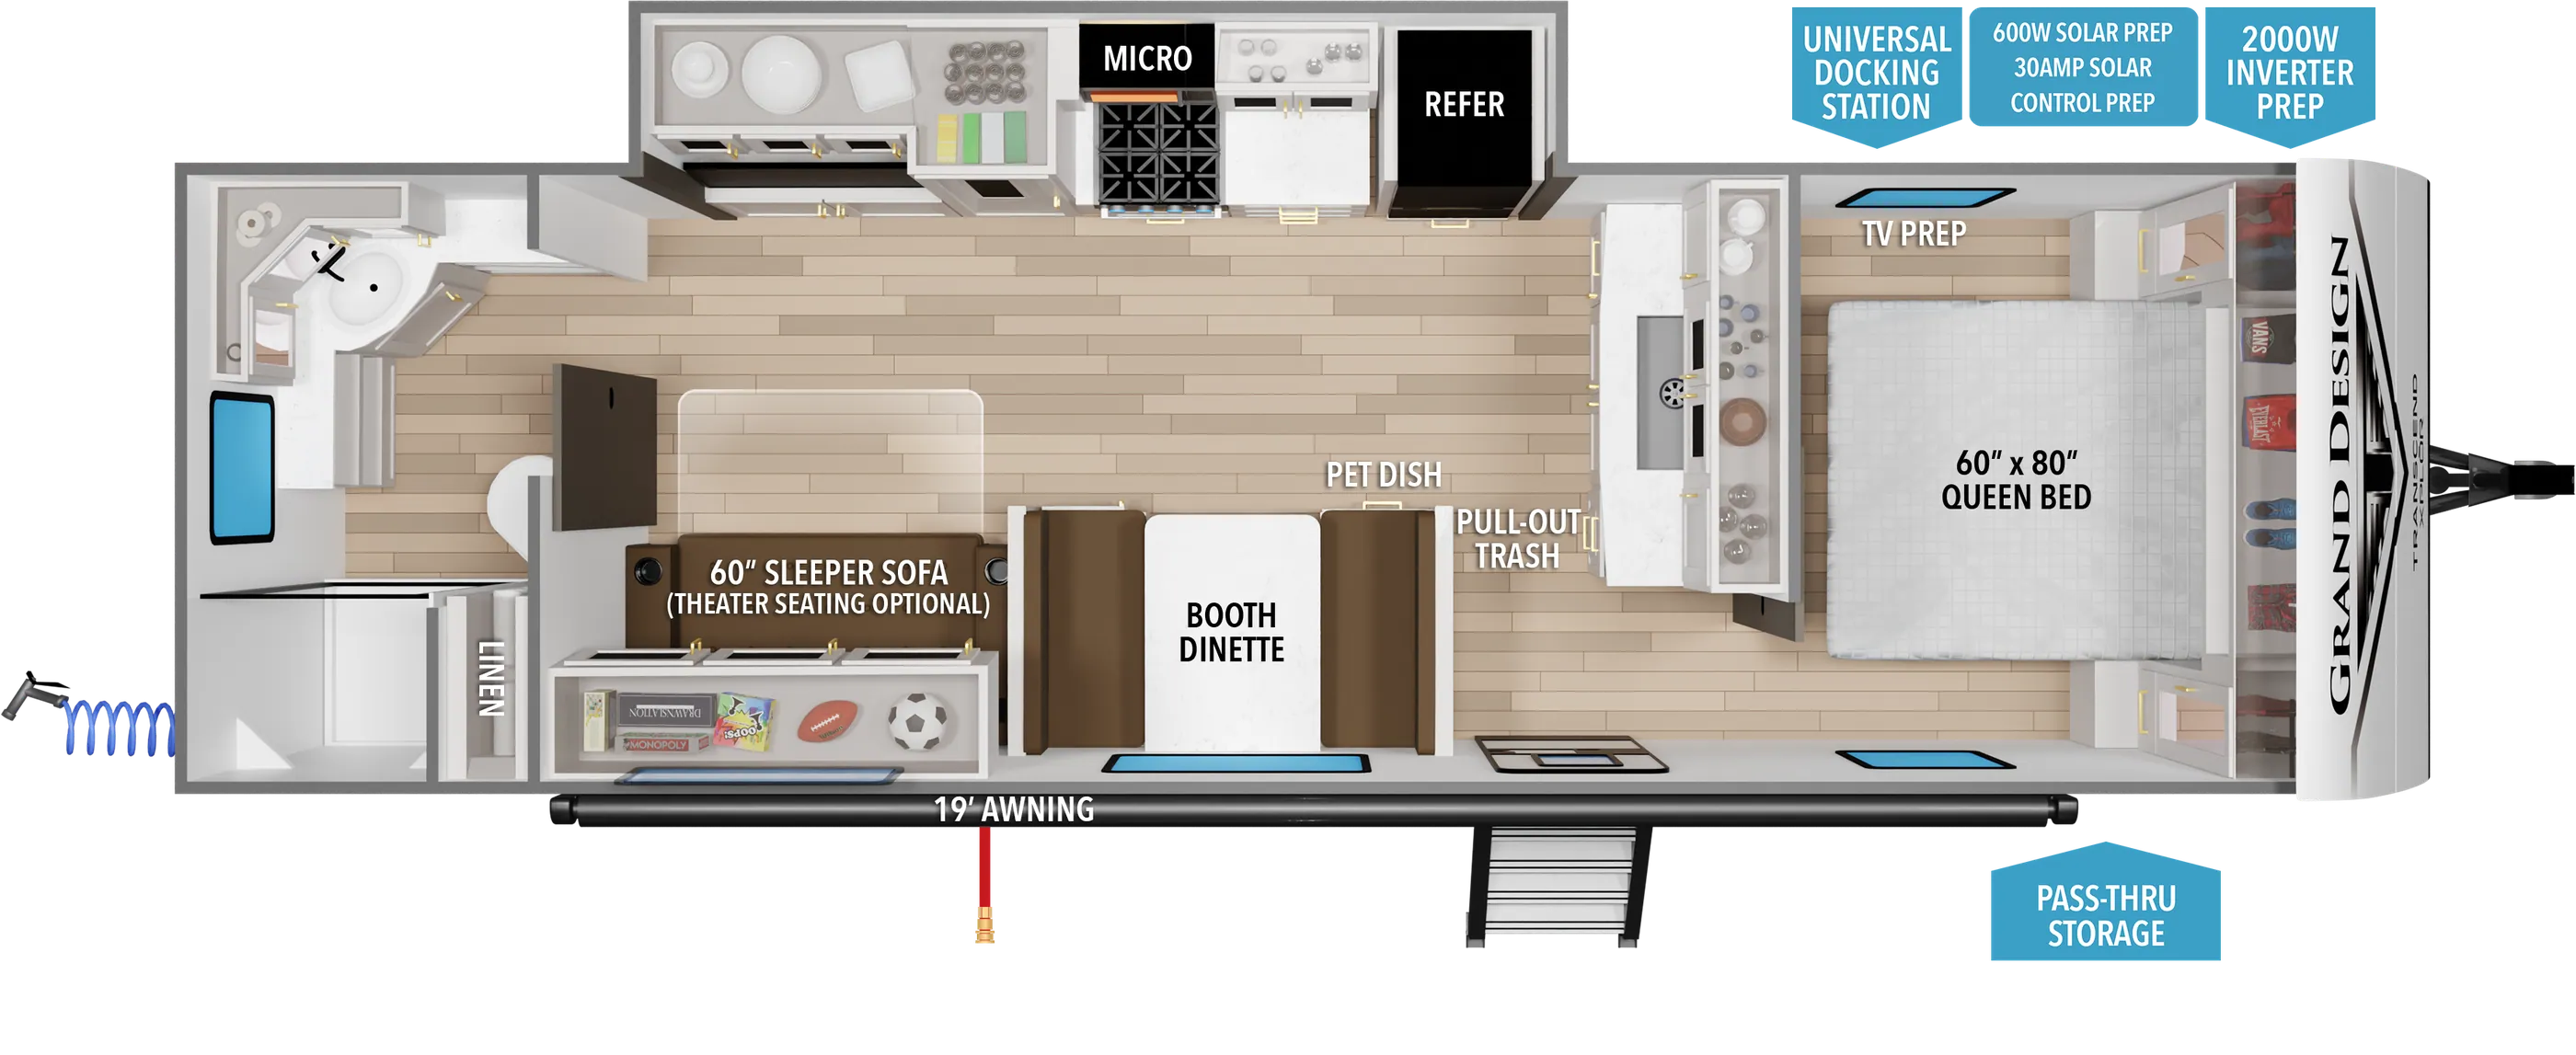 MICRO
REFER
UNIVERSAL
DOCKING
STATION
600W SOLAR PREP
30AMP SOLAR
CONTROL PREP
2000W
INVERTER
PREP
TV PREP
VANS
EVERLAST
60” x 80”
QUEEN BED
GRAND DESIGN
TRANSCEND
XPLOR
PET DISH
PULL-OUT
TRASH
60” SLEEPER SOFA
(THEATER SEATING OPTIONAL)
BOOTH
DINETTE
LINEN
DRAWNSLATION
MONOPOLY
OOPS!
19’ AWNING
PASS-THRU
STORAGE